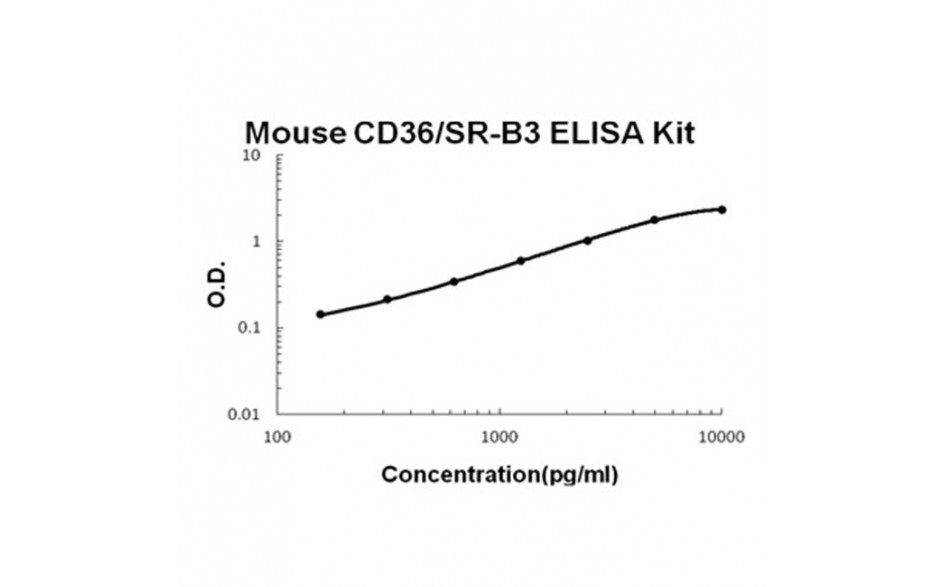 Mouse CD36/SR-B3 ELISA Kit
10
1
0.1
0.01
O.D.
100 1000 10000
Concentration(pg/ml)